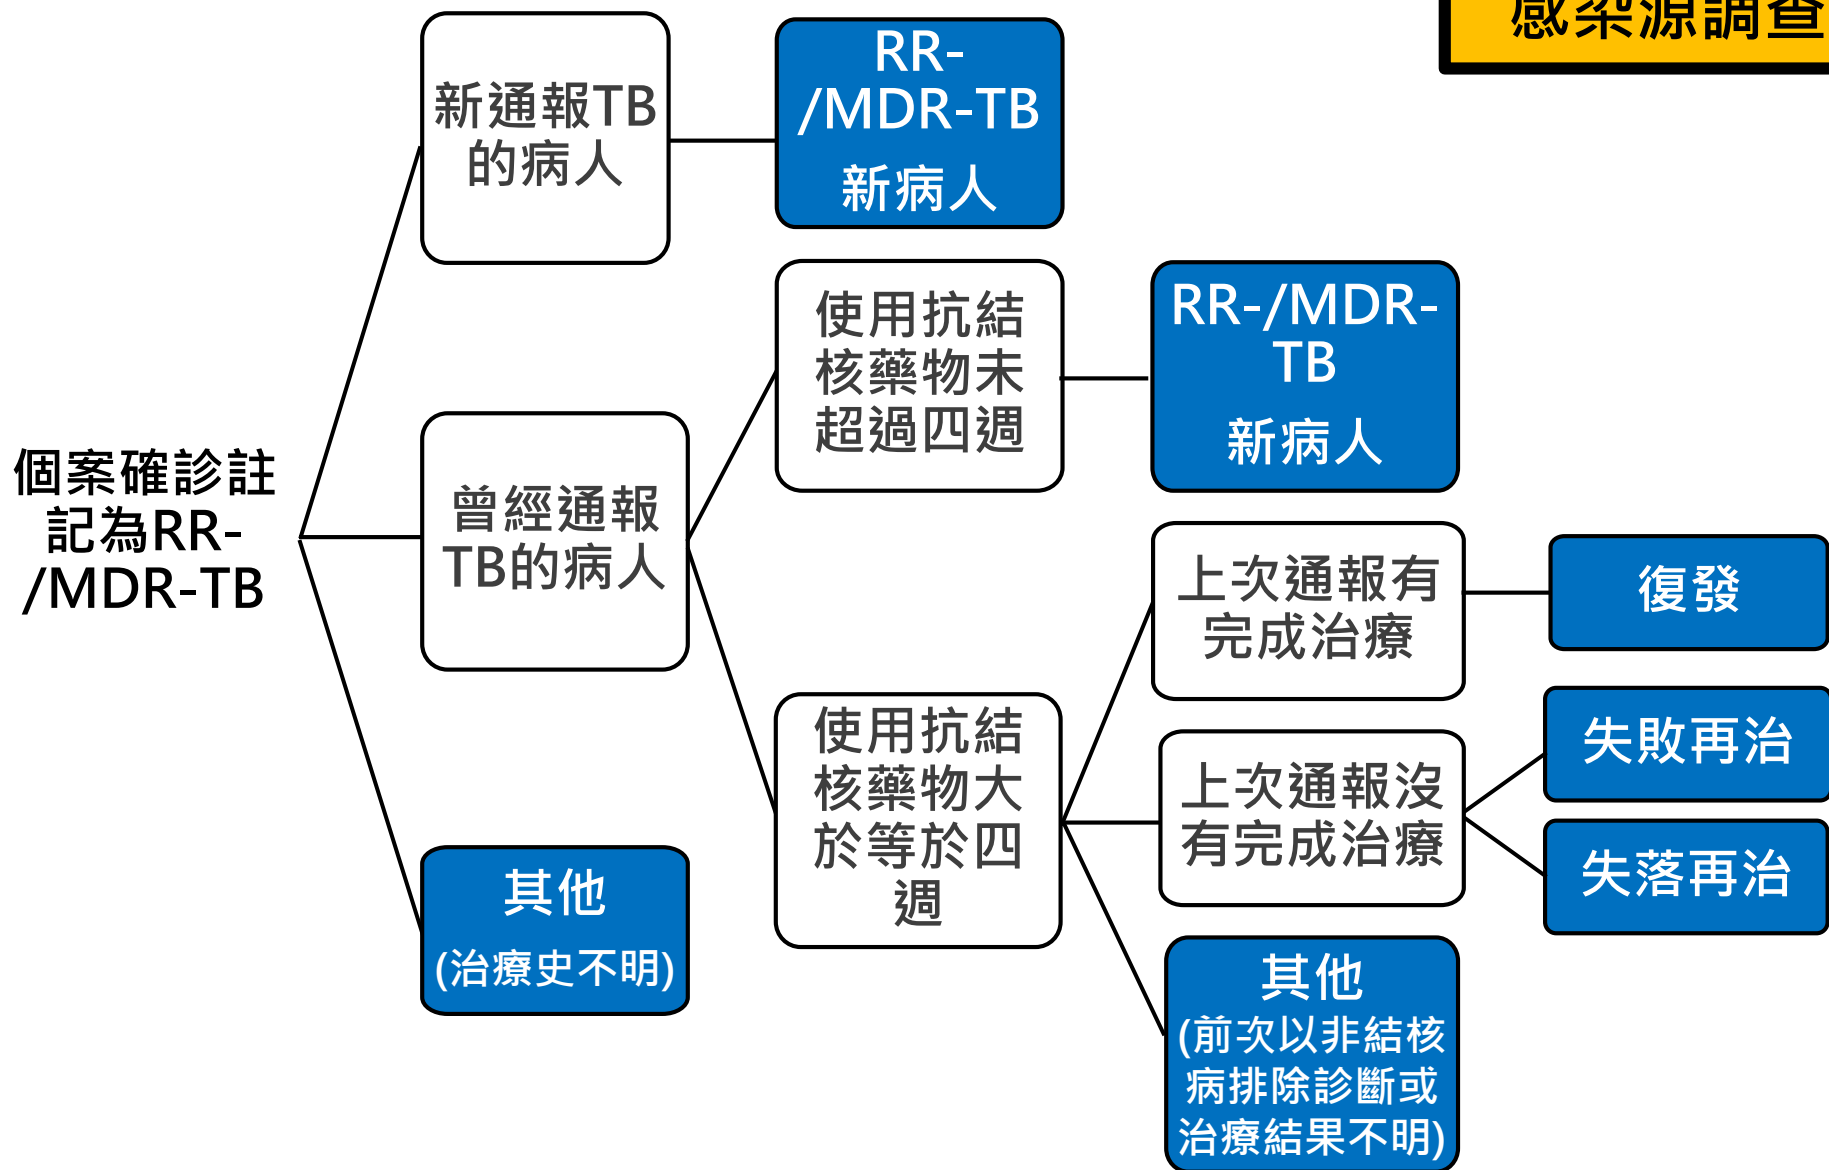 感染源調查
新通報TB
的病人
RR-
/MDR-TB
新病人
使用抗結
核藥物未
超過四週
RR-/MDR-
TB
新病人
個案確診註
記為RR-
/MDR-TB
曾經通報
TB的病人
上次通報有
完成治療
復發
使用抗結
核藥物大
於等於四
週
上次通報沒
有完成治療
失敗再治
失落再治
其他
(治療史不明)
其他
(前次以非結核
病排除診斷或
治療結果不明)